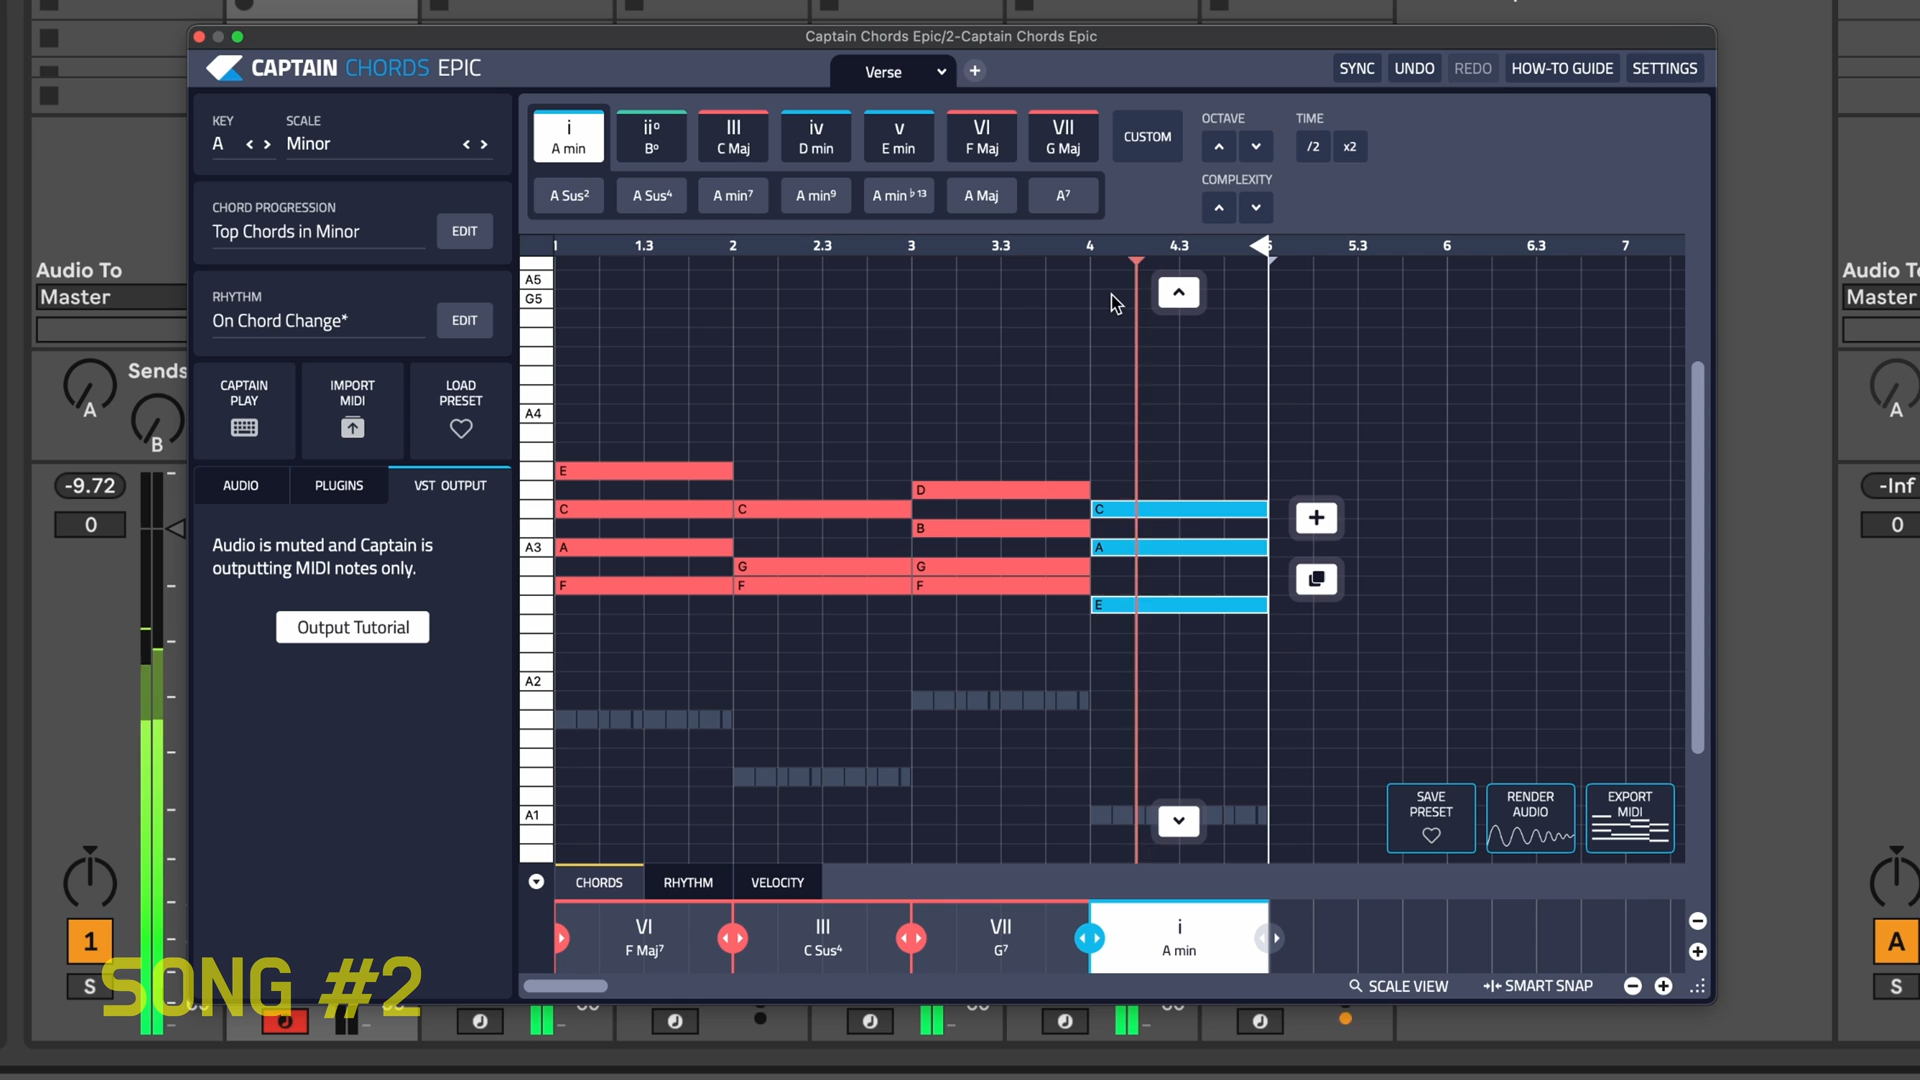 Captain Chords Epic/2-Captain Chords Epic
CAPTAIN CHORDS EPIC
Verse
SYNC UNDO REDO HOW-TO GUIDE SETTINGS
KEY SCALE
A Minor
i iiº III iv v VI VII
A min Bº C Maj D min E min F Maj G Maj
CUSTOM
OCTAVE TIME
/2 x2
COMPLEXITY
A Sus² A Sus⁴ A min⁷ A min⁹ A min♭¹³ A Maj A⁷
CHORD PROGRESSION
Top Chords in Minor EDIT
RHYTHM
On Chord Change* EDIT
CAPTAIN PLAY
IMPORT MIDI
LOAD PRESET
AUDIO PLUGINS VST OUTPUT
Audio is muted and Captain is
outputting MIDI notes only.
Output Tutorial
1 1.3 2 2.3 3 3.3 4 4.3 5.3 6 6.3 7
A5
G5
A4
E
D
C C C
B
A3 A A
G G
F F F
E
A2
A1
SAVE PRESET
RENDER AUDIO
EXPORT MIDI
CHORDS RHYTHM VELOCITY
VI III VII i
F Maj⁷ C Sus⁴ G⁷ A min
SCALE VIEW SMART SNAP
Audio To
Master
Sends
A
B
-9.72
0
1
S
SONG #2
Audio To
Master
A
-Inf
0
A
S